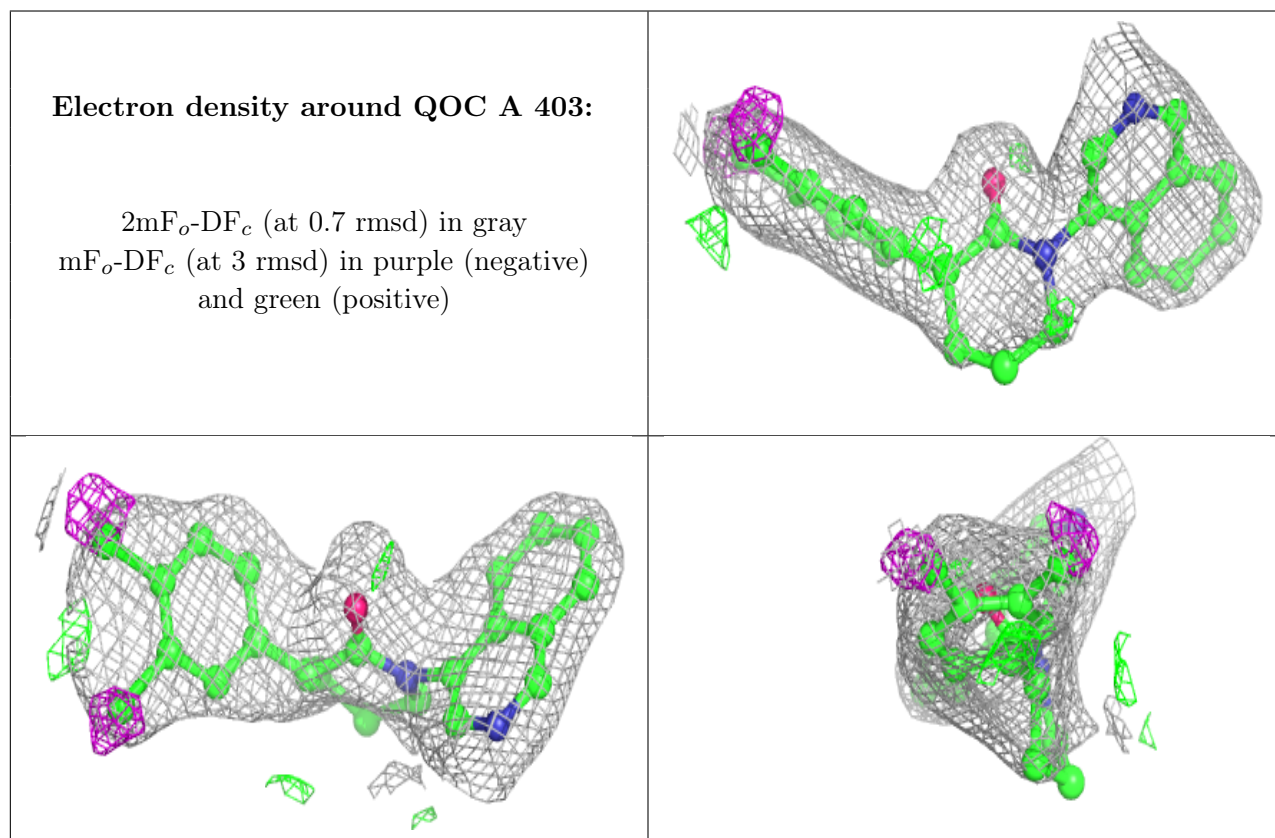 Electron density around QOC A 403:
2mFo-DFc (at 0.7 rmsd) in gray
mFo-DFc (at 3 rmsd) in purple (negative)
and green (positive)